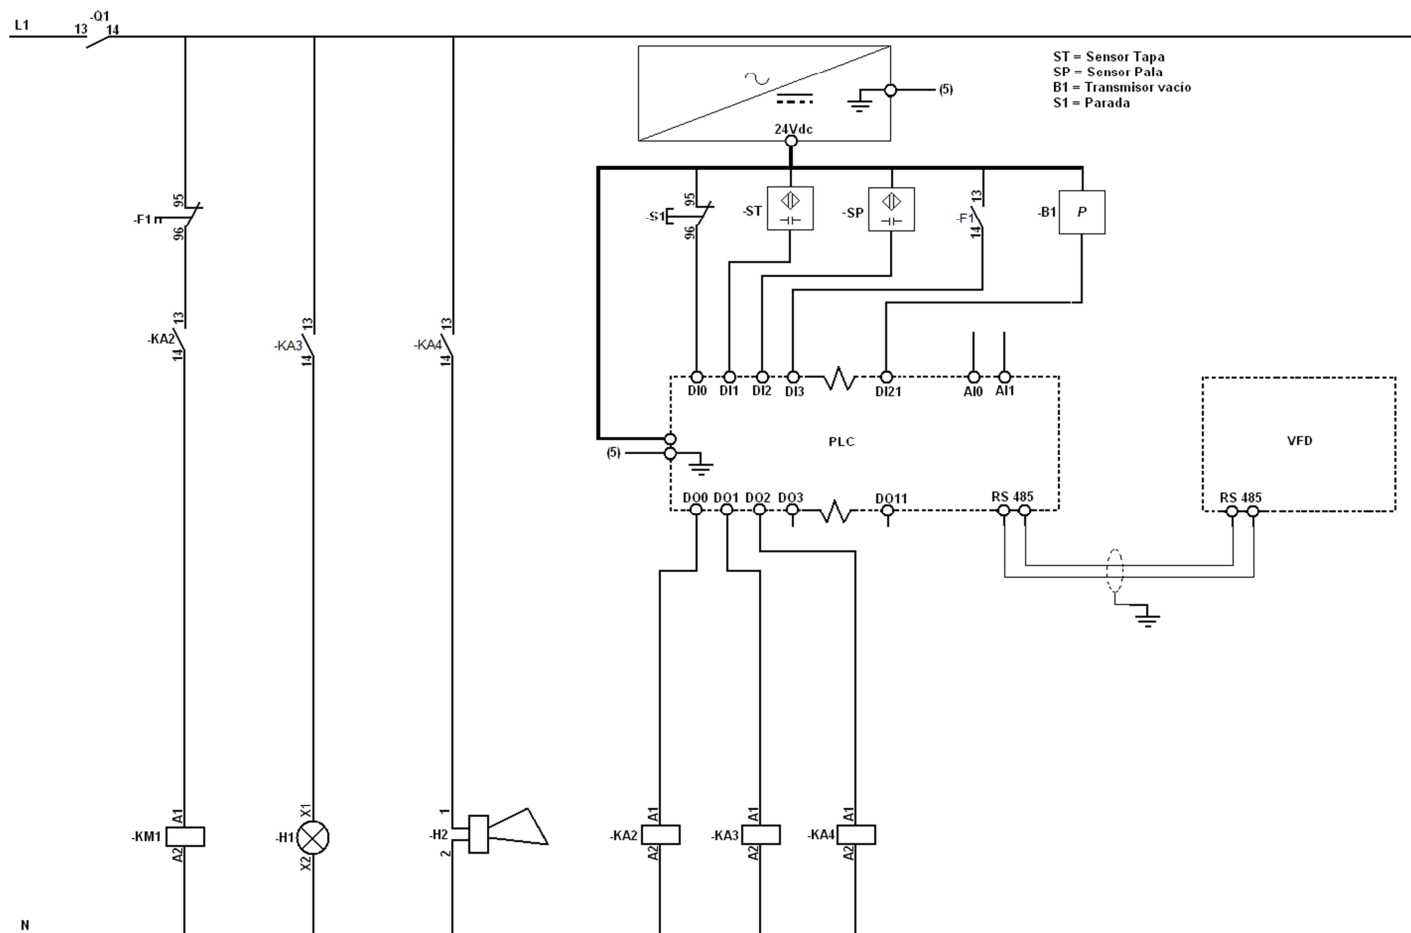 L1
-Q1
13 14
ST = Sensor Tapa
SP = Sensor Pala
B1 = Transmisor vacío
S1 = Parada
(5)
24Vdc
95
-F1
96
95
-S1
96
-ST
-SP
13
-F1
14
-B1
P
13
-KA2
14
13
-KA3
14
13
-KA4
14
DI0 DI1 DI2 DI3 DI21 AI0 AI1
PLC
VFD
(5)
DO0 DO1 DO2 DO3 DO11 RS 485
RS 485
A1
-KM1
A2
X1
-H1
X2
1
-H2
2
A1
-KA2
A2
A1
-KA3
A2
A1
-KA4
A2
N